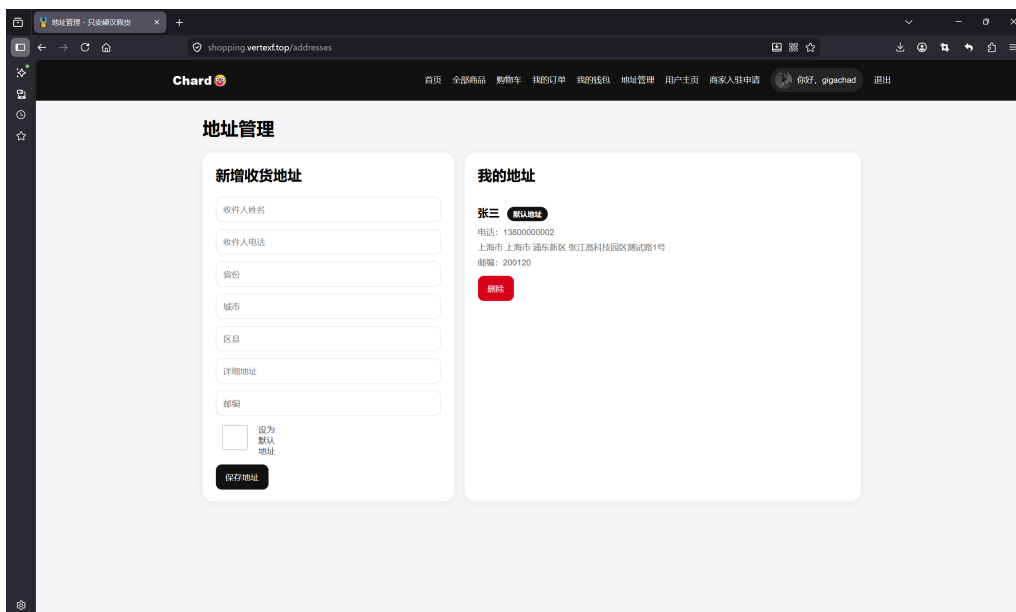 地址管理 - 只卖硬汉假货
shopping.vertexf.top/addresses
Chard
首页 全部商品 购物车 我的订单 我的钱包 地址管理 用户主页 商家入驻申请 你好，gigachad 退出
地址管理
新增收货地址
收件人姓名
收件人电话
省份
城市
区县
详细地址
邮编
设为
默认
地址
保存地址
我的地址
张三 默认地址
电话：13800000002
上海市 上海市 浦东新区 张江高科技园区测试路1号
邮编：200120
删除